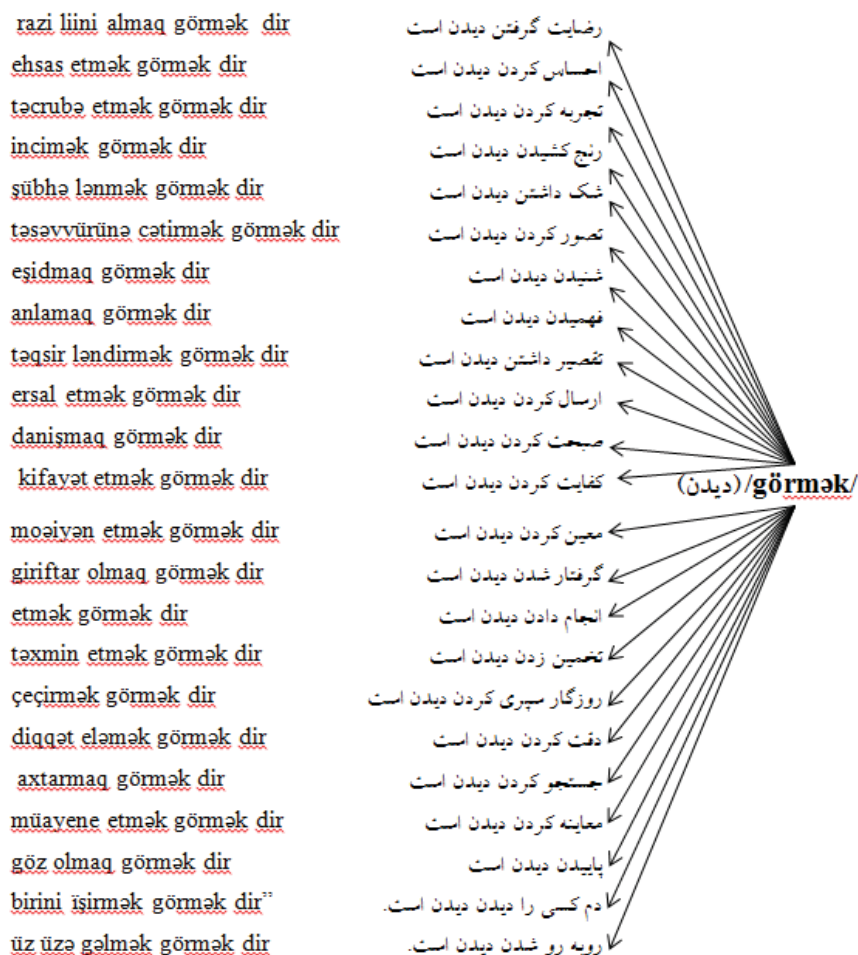 razi liini almaq görmək dir رضایت گرفتن دیدن است
ehsas etmək görmək dir احساس کردن دیدن است
təcrubə etmək görmək dir تجربه کردن دیدن است
incimək görmək dir رنج کشیدن دیدن است
şübhə lənmək görmək dir شک داشتن دیدن است
təsəvvürünə cətirmək görmək dir تصور کردن دیدن است
eşidmaq görmək dir شنیدن دیدن است
anlamaq görmək dir فهمیدن دیدن است
təqsir ləndirmək görmək dir تقصیر داشتن دیدن است
ersal etmək görmək dir ارسال کردن دیدن است
danişmaq görmək dir صبحت کردن دیدن است
kifayət etmək görmək dir کفایت کردن دیدن است
/görmək/ (دیدن)
moəiyən etmək görmək dir معین کردن دیدن است
giriftar olmaq görmək dir گرفتار شدن دیدن است
etmək görmək dir انجام دادن دیدن است
təxmin etmək görmək dir تخمین زدن دیدن است
çeçirmək görmək dir روزگار سپری کردن دیدن است
diqqət eləmək görmək dir دقت کردن دیدن است
axtarmaq görmək dir جستجو کردن دیدن است
müayene etmək görmək dir معاینه کردن دیدن است
göz olmaq görmək dir پاییدن دیدن است
birini ïşirmək görmək dir” دم کسی را دیدن دیدن است.
üz üzə gəlmək görmək dir روبه رو شدن دیدن است.